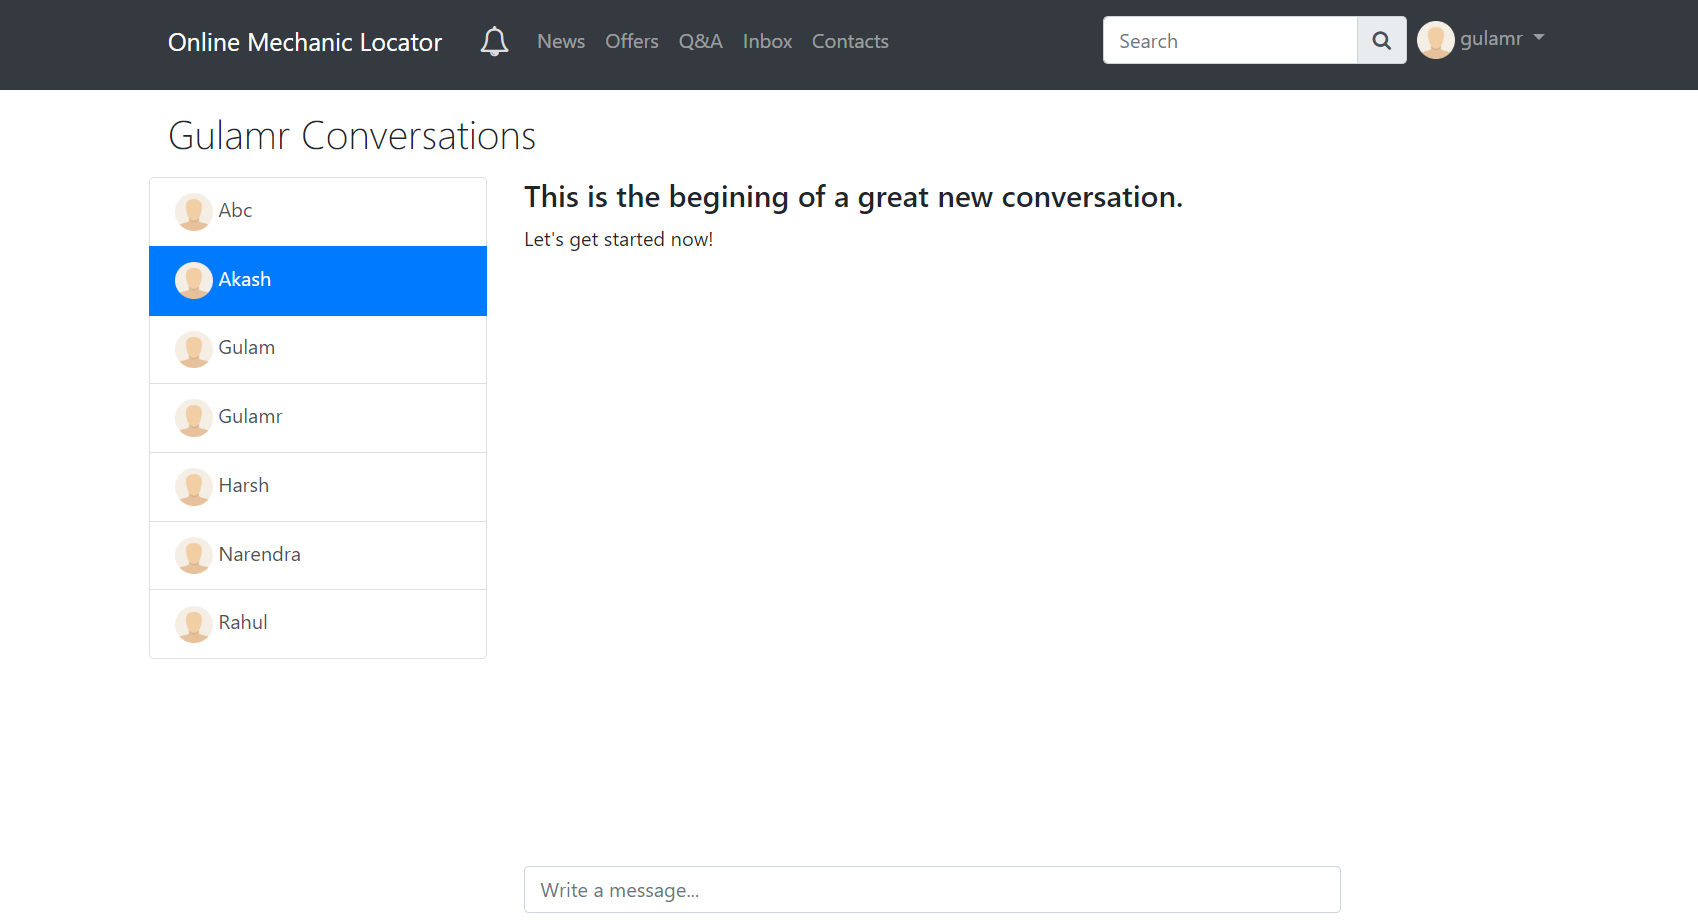 Online Mechanic Locator News Offers Q&A Inbox Contacts Search gulamr
Gulamr Conversations
Abc
Akash
Gulam
Gulamr
Harsh
Narendra
Rahul
This is the begining of a great new conversation.
Let's get started now!
Write a message...